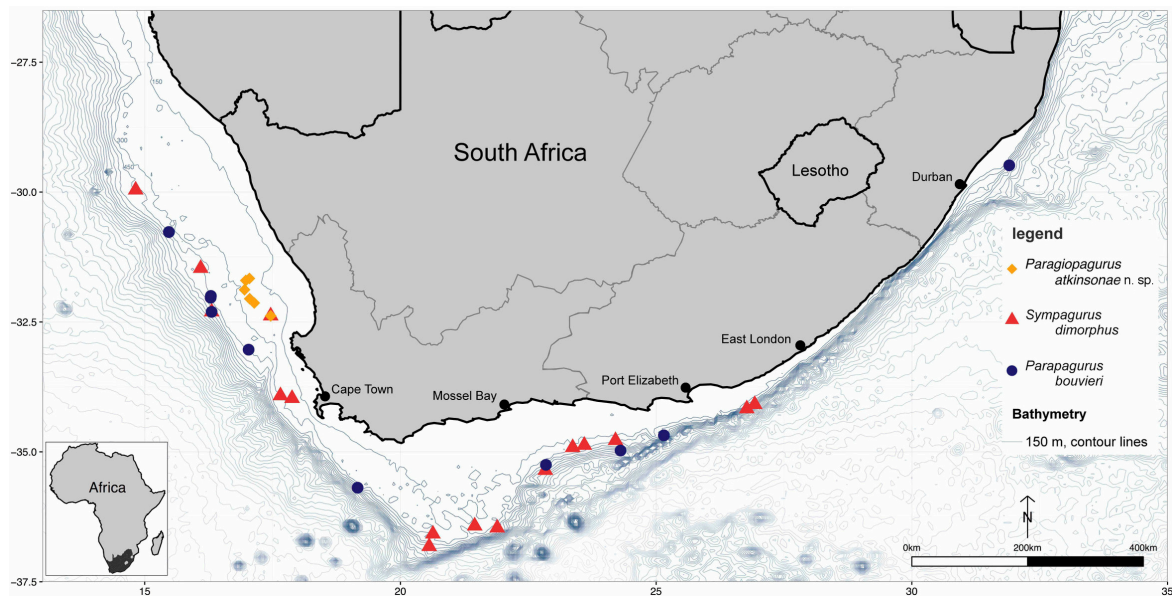 −27.5
150
300
450
South Africa
Lesotho
−30.0
Durban
legend
Paragiopagurus
atkinsonae n. sp.
Sympagurus
dimorphus
−32.5
East London
Parapagurus
bouvieri
Port Elizabeth
Cape Town
Mossel Bay
Bathymetry
150 m, contour lines
−35.0
Africa
N
0km
200km
400km
−37.5
15
20
25
30
35